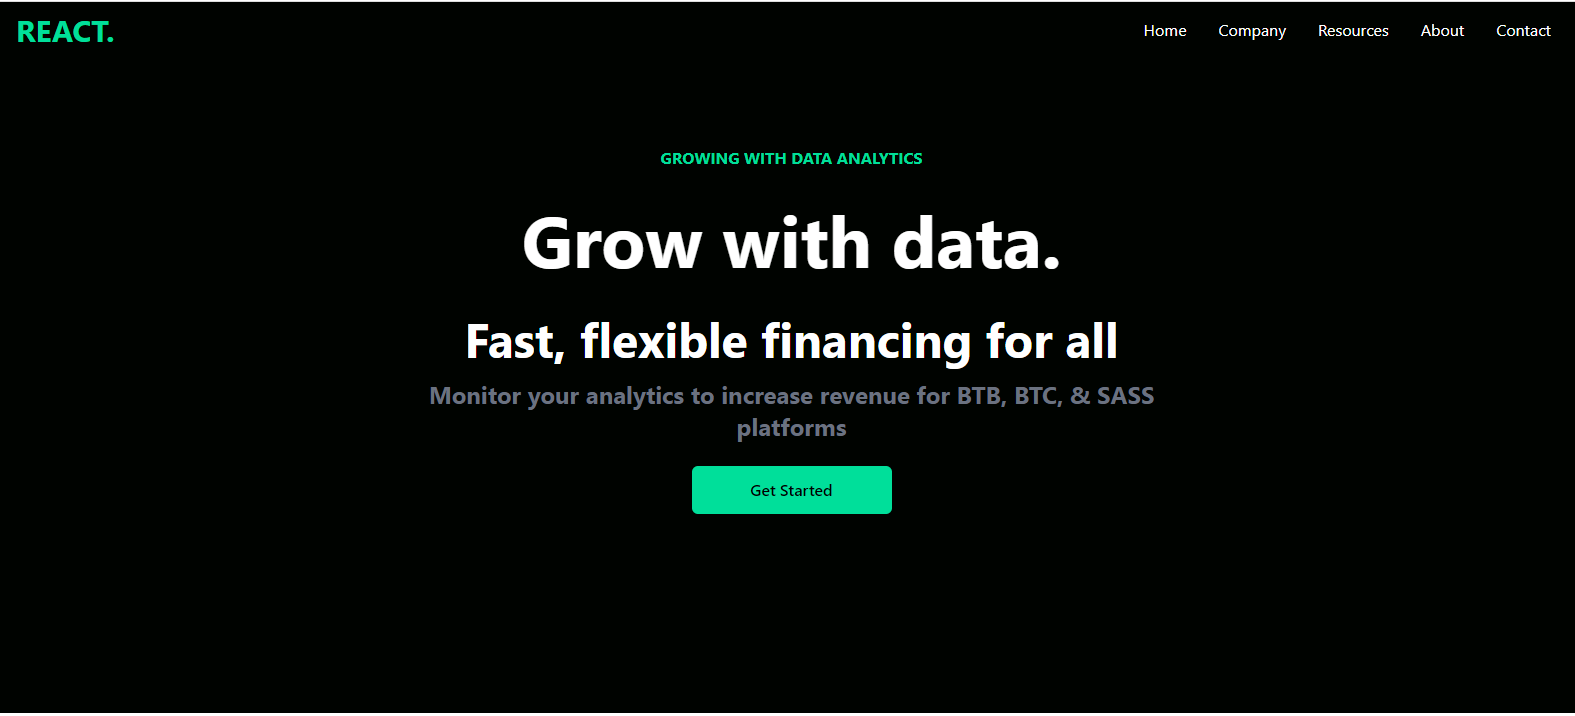 REACT.
Home Company Resources About Contact
GROWING WITH DATA ANALYTICS
Grow with data.
Fast, flexible financing for all
Monitor your analytics to increase revenue for BTB, BTC, & SASS
platforms
Get Started